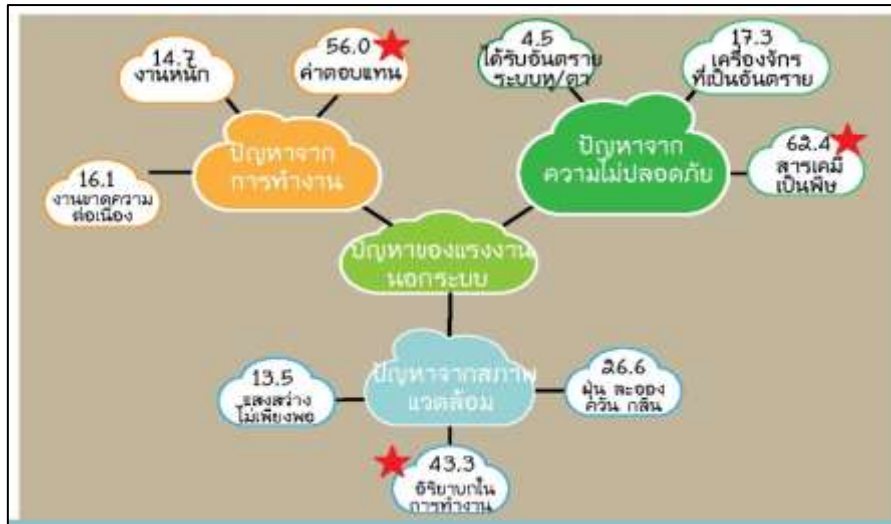 14.7
งานหนัก
56.0
ค่าตอบแทน
16.1
งานขาดความ
ต่อเนื่อง
ปัญหาจาก
การทำงาน
4.5
ได้รับอันตราย
ระบบหู/ตา
17.3
เครื่องจักร
ที่เป็นอันตราย
62.4
สารเคมี
เป็นพิษ
ปัญหาจาก
ความไม่ปลอดภัย
ปัญหาของแรงงาน
นอกระบบ
ปัญหาจากสภาพ
แวดล้อม
13.5
แสงสว่าง
ไม่เพียงพอ
26.6
ฝุ่น ละออง
ควัน กลิ่น
43.3
อิริยาบถใน
การทำงาน